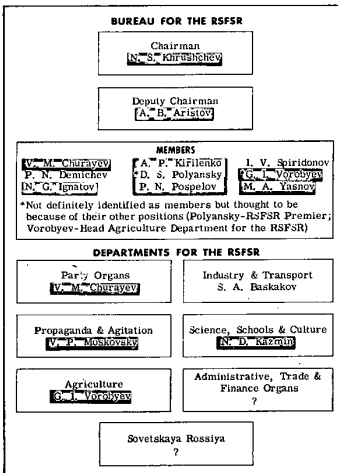 BUREAU FOR THE RSFSR
Chairman
N. S. Khrushchev
Deputy Chairman
A. B. Aristov
MEMBERS
V. M. Churayev
P. N. Demichev
N. G. Ignatov
A. P. Kirilenko
*D. S. Polyansky
P. N. Pospelov
I. V. Spiridonov
*G. I. Vorobyev
M. A. Yasnov
*Not definitely identified as members but thought to be
because of their other positions (Polyansky-RSFSR Premier;
Vorobyev-Head Agriculture Department for the RSFSR)
DEPARTMENTS FOR THE RSFSR
Party Organs
V. M. Churayev
Industry & Transport
S. A. Baskakov
Propaganda & Agitation
V. P. Moskovsky
Science, Schools & Culture
N. D. Kazmin
Agriculture
G. I. Vorobyev
Administrative, Trade &
Finance Organs
?
Sovetskaya Rossiya
?